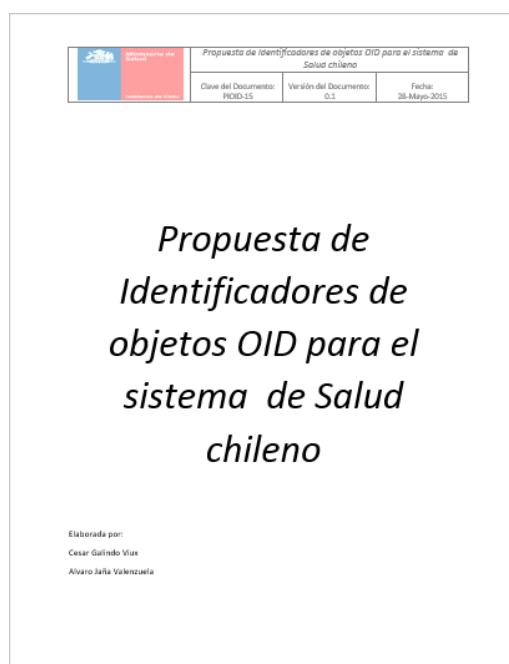 Ministerio de
Salud
Gobierno de Chile
Propuesta de Identificadores de objetos OID para el sistema de
Salud chileno
Clave del Documento:
PIOID-15
Versión del Documento:
0.1
Fecha:
28-Mayo-2015
Propuesta de
Identificadores de
objetos OID para el
sistema de Salud
chileno
Elaborada por:
Cesar Galindo Viux
Alvaro Jaña Valenzuela